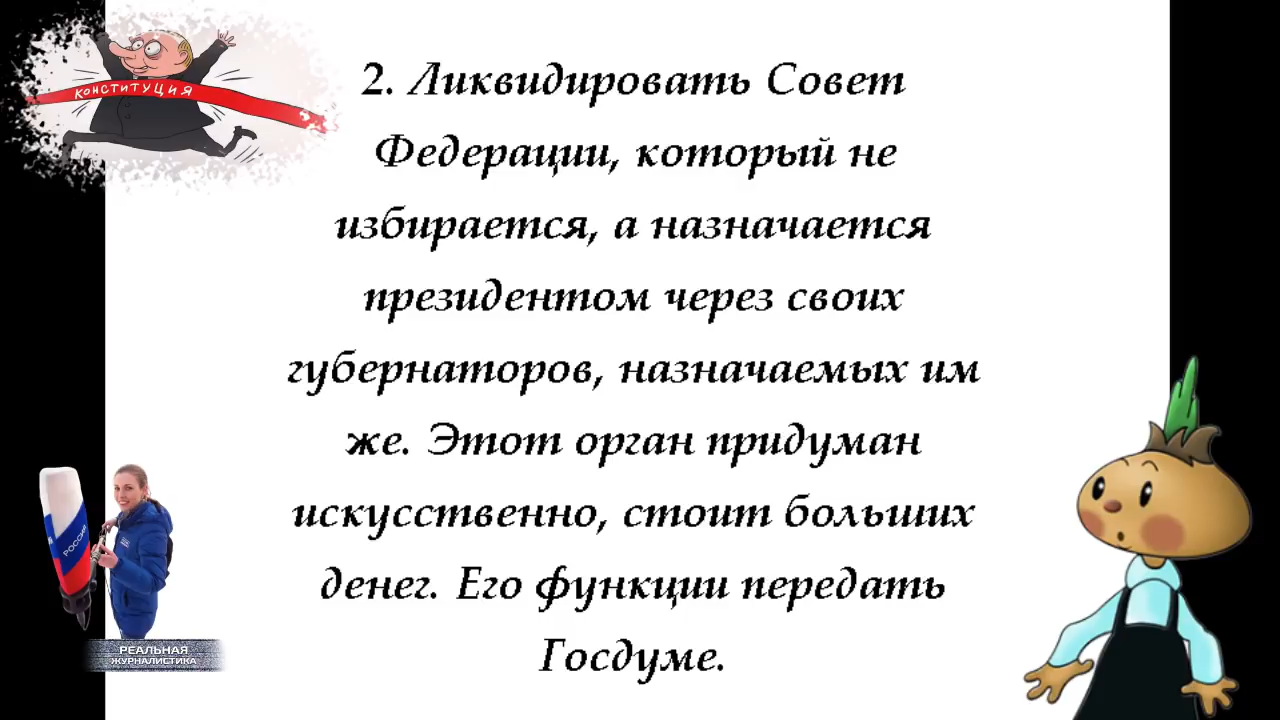 КОНСТИТУЦИЯ
2. Ликвидировать Совет
Федерации, который не
избирается, а назначается
президентом через своих
губернаторов, назначаемых им
же. Этот орган придуман
искусственно, стоит больших
денег. Его функции передать
Госдуме.
РОССИЯ
РЕАЛЬНАЯ
ЖУРНАЛИСТИКА